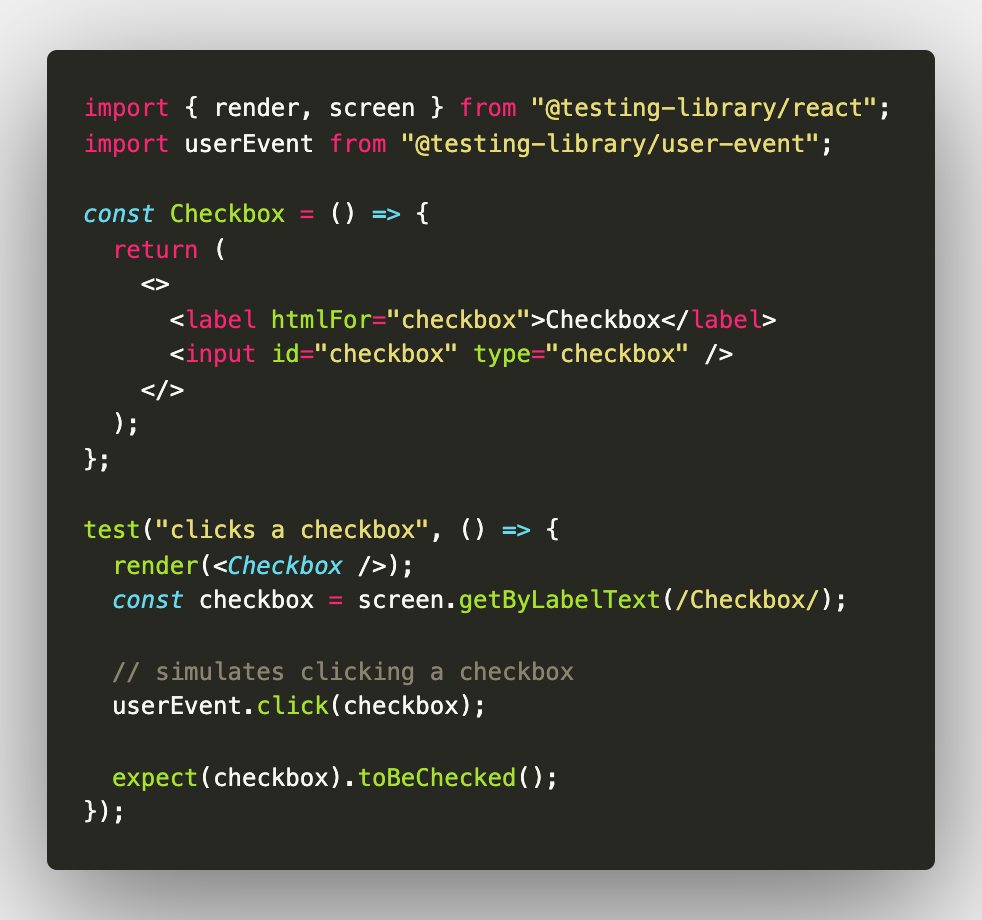 import { render, screen } from "@testing-library/react";
import userEvent from "@testing-library/user-event";

const Checkbox = () => {
  return (
    <>
      <label htmlFor="checkbox">Checkbox</label>
      <input id="checkbox" type="checkbox" />
    </>
  );
};

test("clicks a checkbox", () => {
  render(<Checkbox />);
  const checkbox = screen.getByLabelText(/Checkbox/);

  // simulates clicking a checkbox
  userEvent.click(checkbox);

  expect(checkbox).toBeChecked();
});